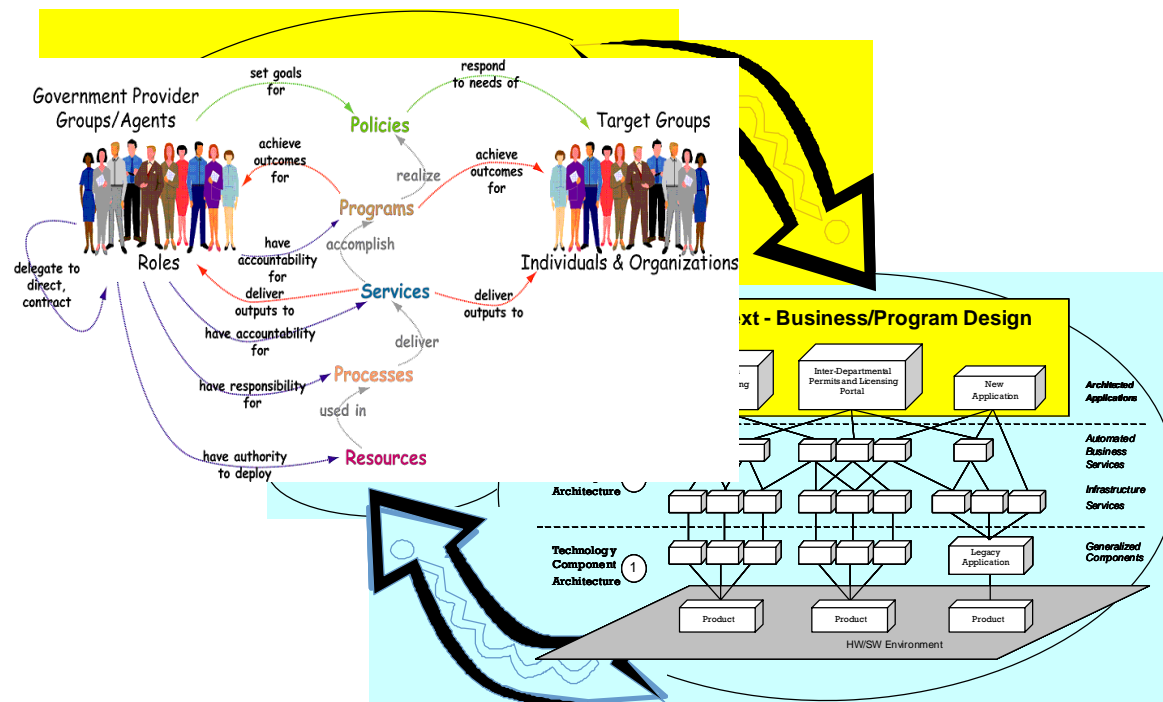 set goals
for
respond
to needs of
Government Provider
Groups/Agents
Policies
Target Groups
achieve
outcomes
for
realize
achieve
outcomes
for
Programs
accomplish
have
accountability
for
Roles
Individuals & Organizations
delegate to
direct,
contract
deliver
outputs to
Services
deliver
outputs to
have accountability
for
deliver
have responsibility
for
Processes
used in
have authority
to deploy
Resources
ext - Business/Program Design
ing
Inter-Departmental
Permits and Licensing
Portal
New
Application
Architected
Applications
Automated
Business
Services
Architecture
Infrastructure
Services
Technology
Component
Architecture
1
Legacy
Application
Generalized
Components
Product
Product
Product
HW/SW Environment